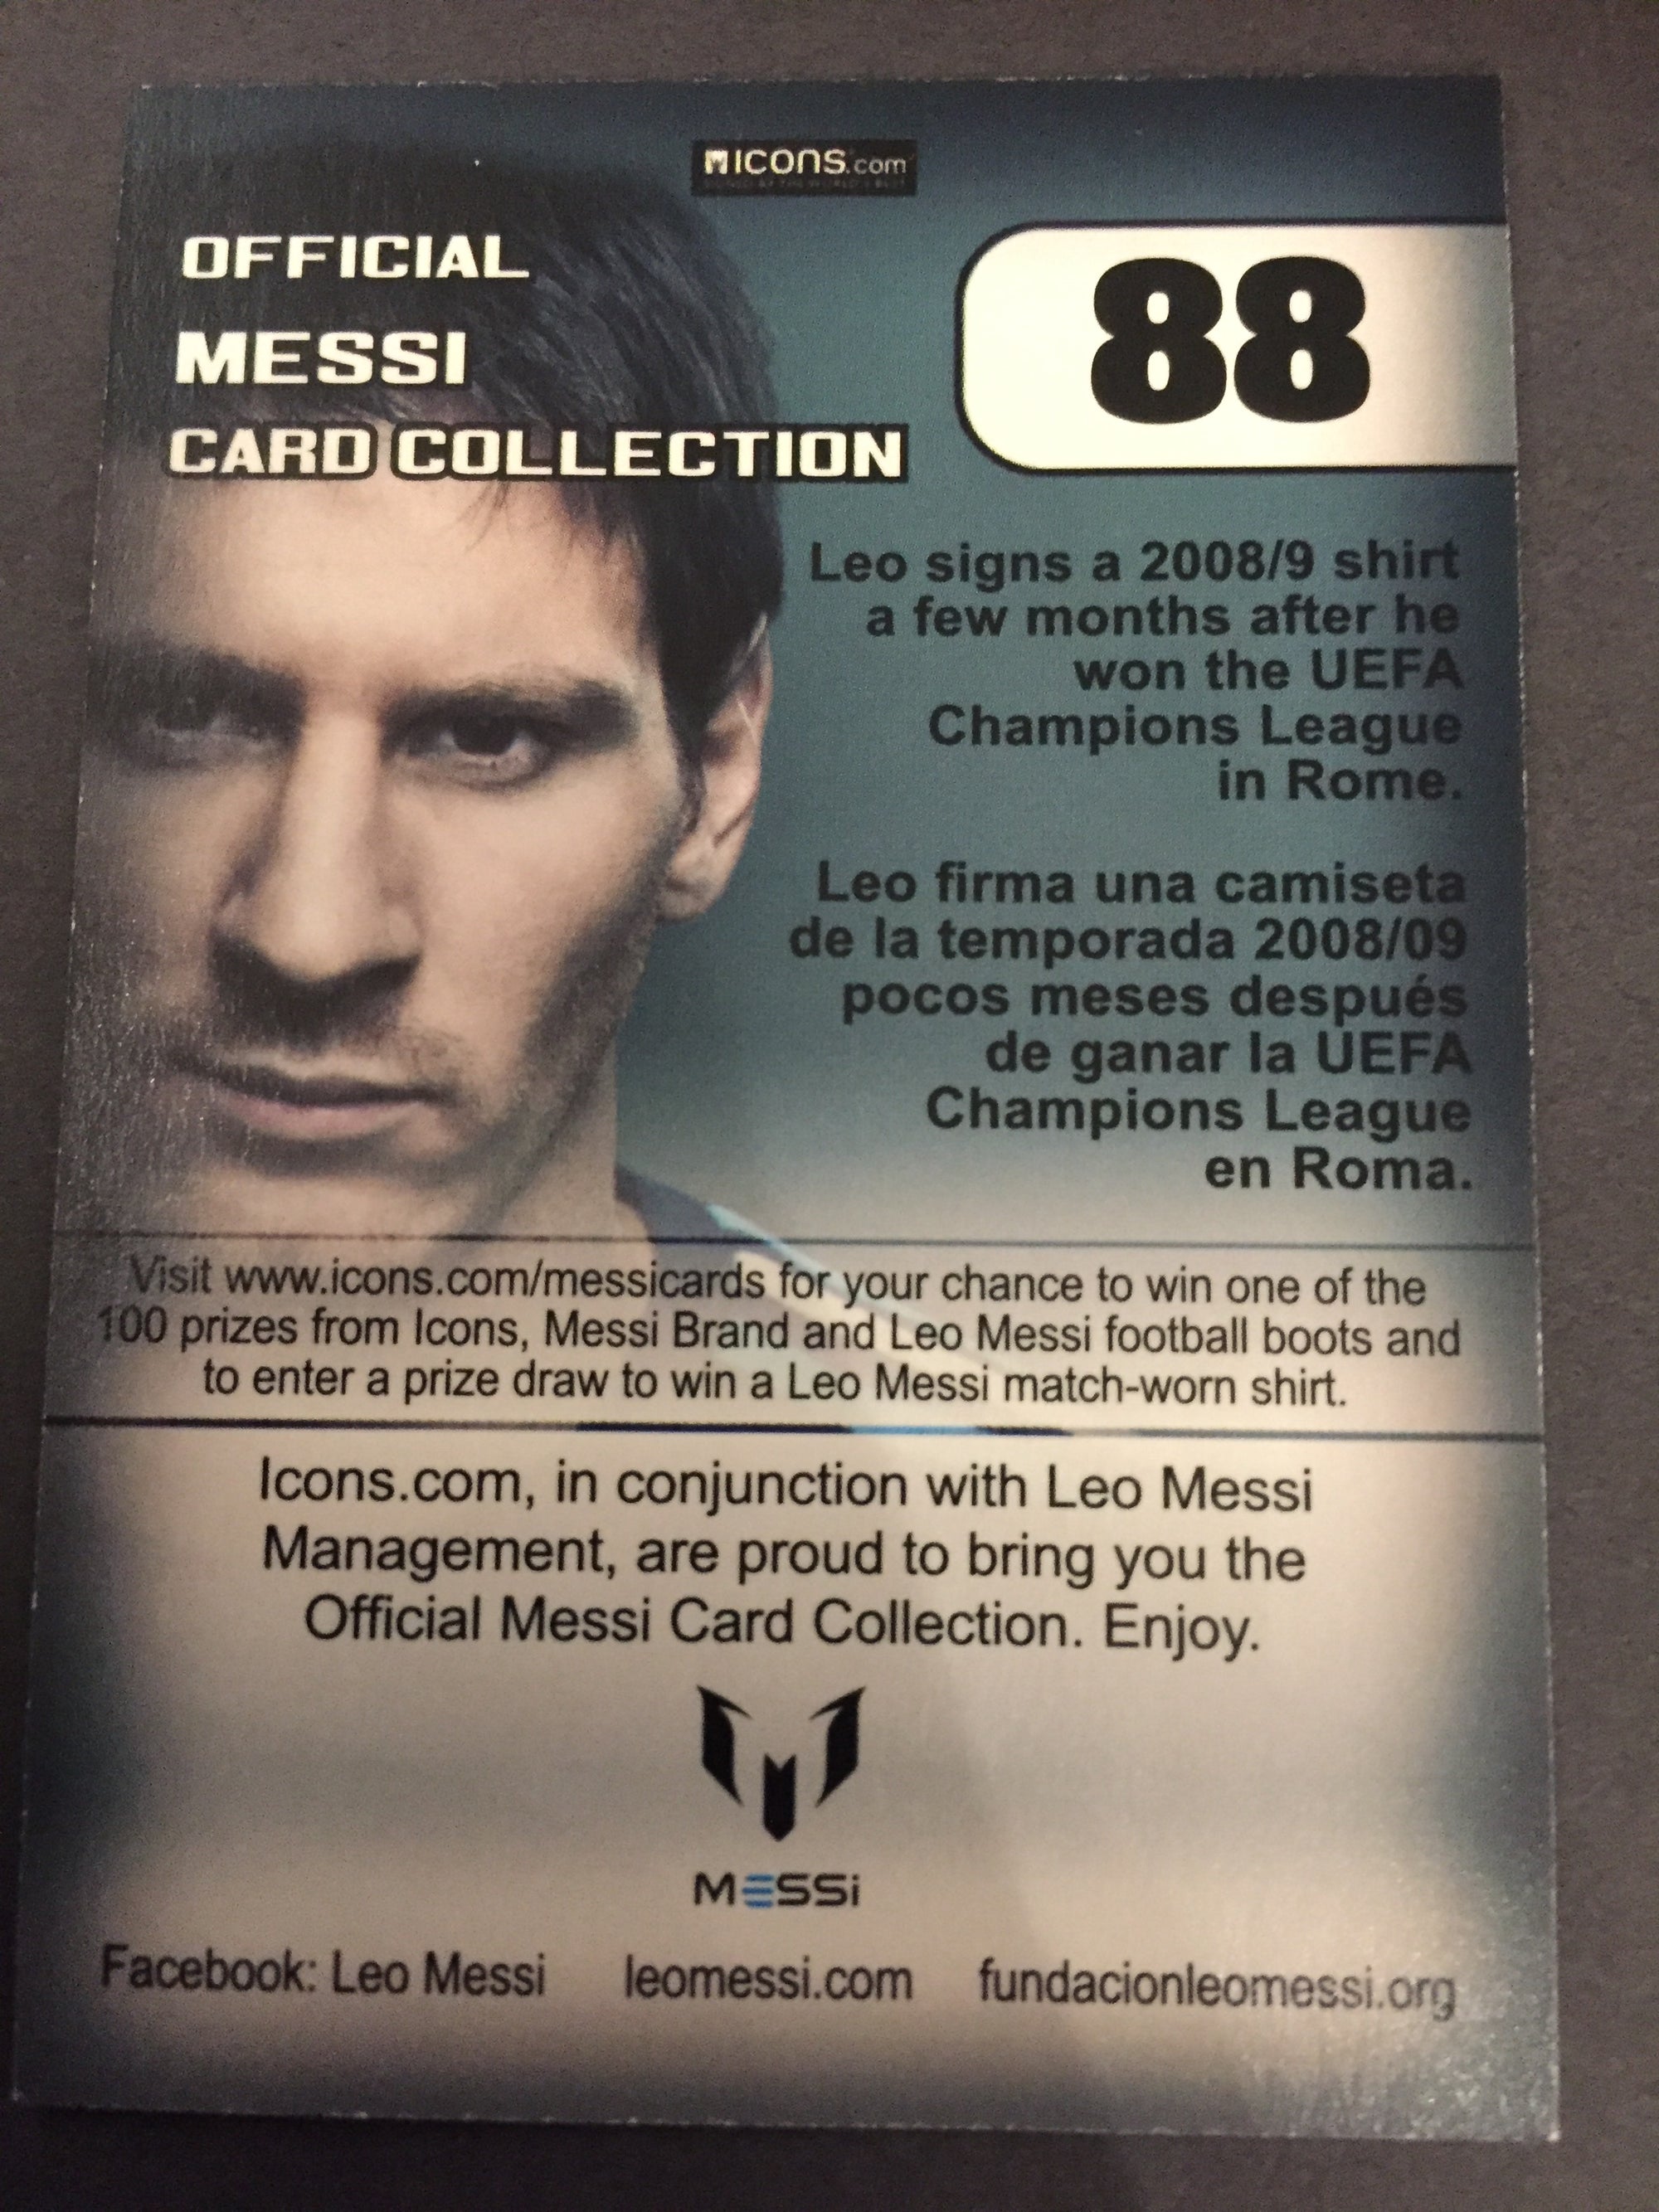 ICONS.com
OFFICIAL
MESSI
CARD COLLECTION
88
Leo signs a 2008/9 shirt
a few months after he
won the UEFA
Champions League
in Rome.
Leo firma una camiseta
de la temporada 2008/09
pocos meses después
de ganar la UEFA
Champions League
en Roma.
Visit www.icons.com/messicards for your chance to win one of the
100 prizes from Icons, Messi Brand and Leo Messi football boots and
to enter a prize draw to win a Leo Messi match-worn shirt.
Icons.com, in conjunction with Leo Messi
Management, are proud to bring you the
Official Messi Card Collection. Enjoy.
MESSi
Facebook: Leo Messi leomessi.com fundacionleomessi.org